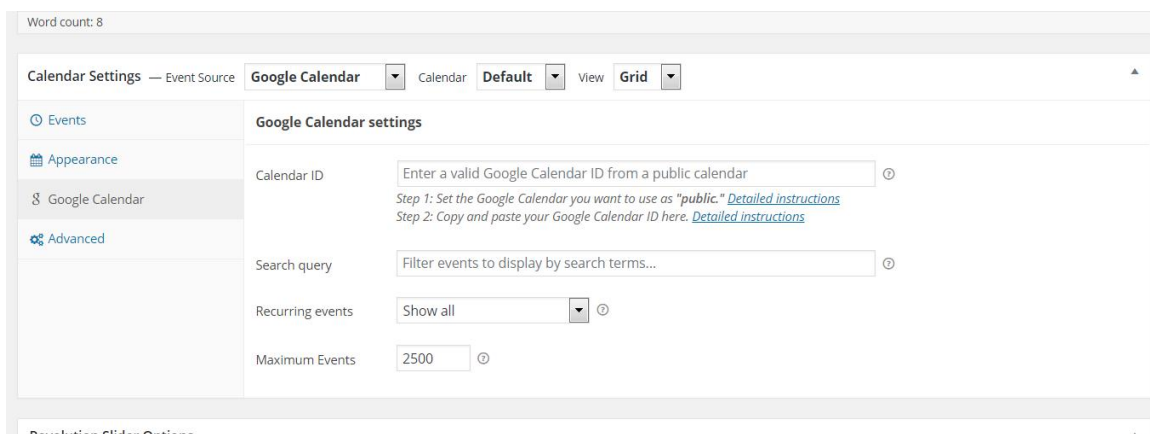 Word count: 8
Calendar Settings — Event Source Google Calendar Calendar Default View Grid
Events
Appearance
Google Calendar
Advanced
Google Calendar settings
Calendar ID Enter a valid Google Calendar ID from a public calendar
Step 1: Set the Google Calendar you want to use as "public." Detailed instructions
Step 2: Copy and paste your Google Calendar ID here. Detailed instructions
Search query Filter events to display by search terms...
Recurring events Show all
Maximum Events 2500
Revolution Slider Options